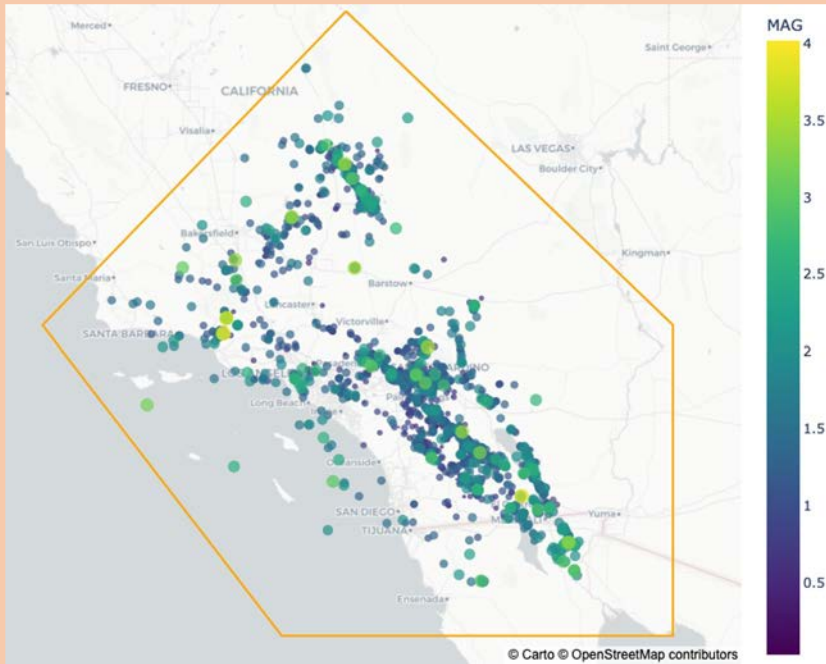 MAG
4
Merced
Saint George
FRESNO
CALIFORNIA
3.5
Visalia
LAS VEGAS
Boulder City
3
Bakersfield
San Luis Obispo
Kingman
Santa Maria
2.5
Barstow
Lancaster
Victorville
SANTA BARBARA
2
Long Beach
1.5
Oceanside
SAN DIEGO
Yuma
1
TIJUANA
Ensenada
0.5
© Carto © OpenStreetMap contributors